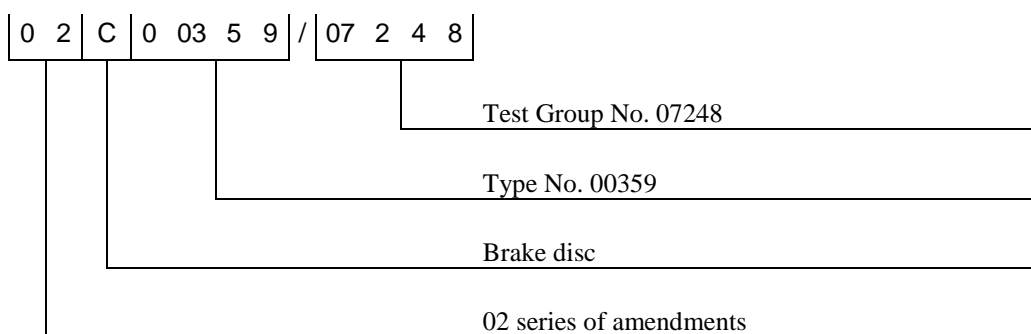 0 2 C 0 03 5 9 / 07 2 4 8
Test Group No. 07248
Type No. 00359
Brake disc
02 series of amendments